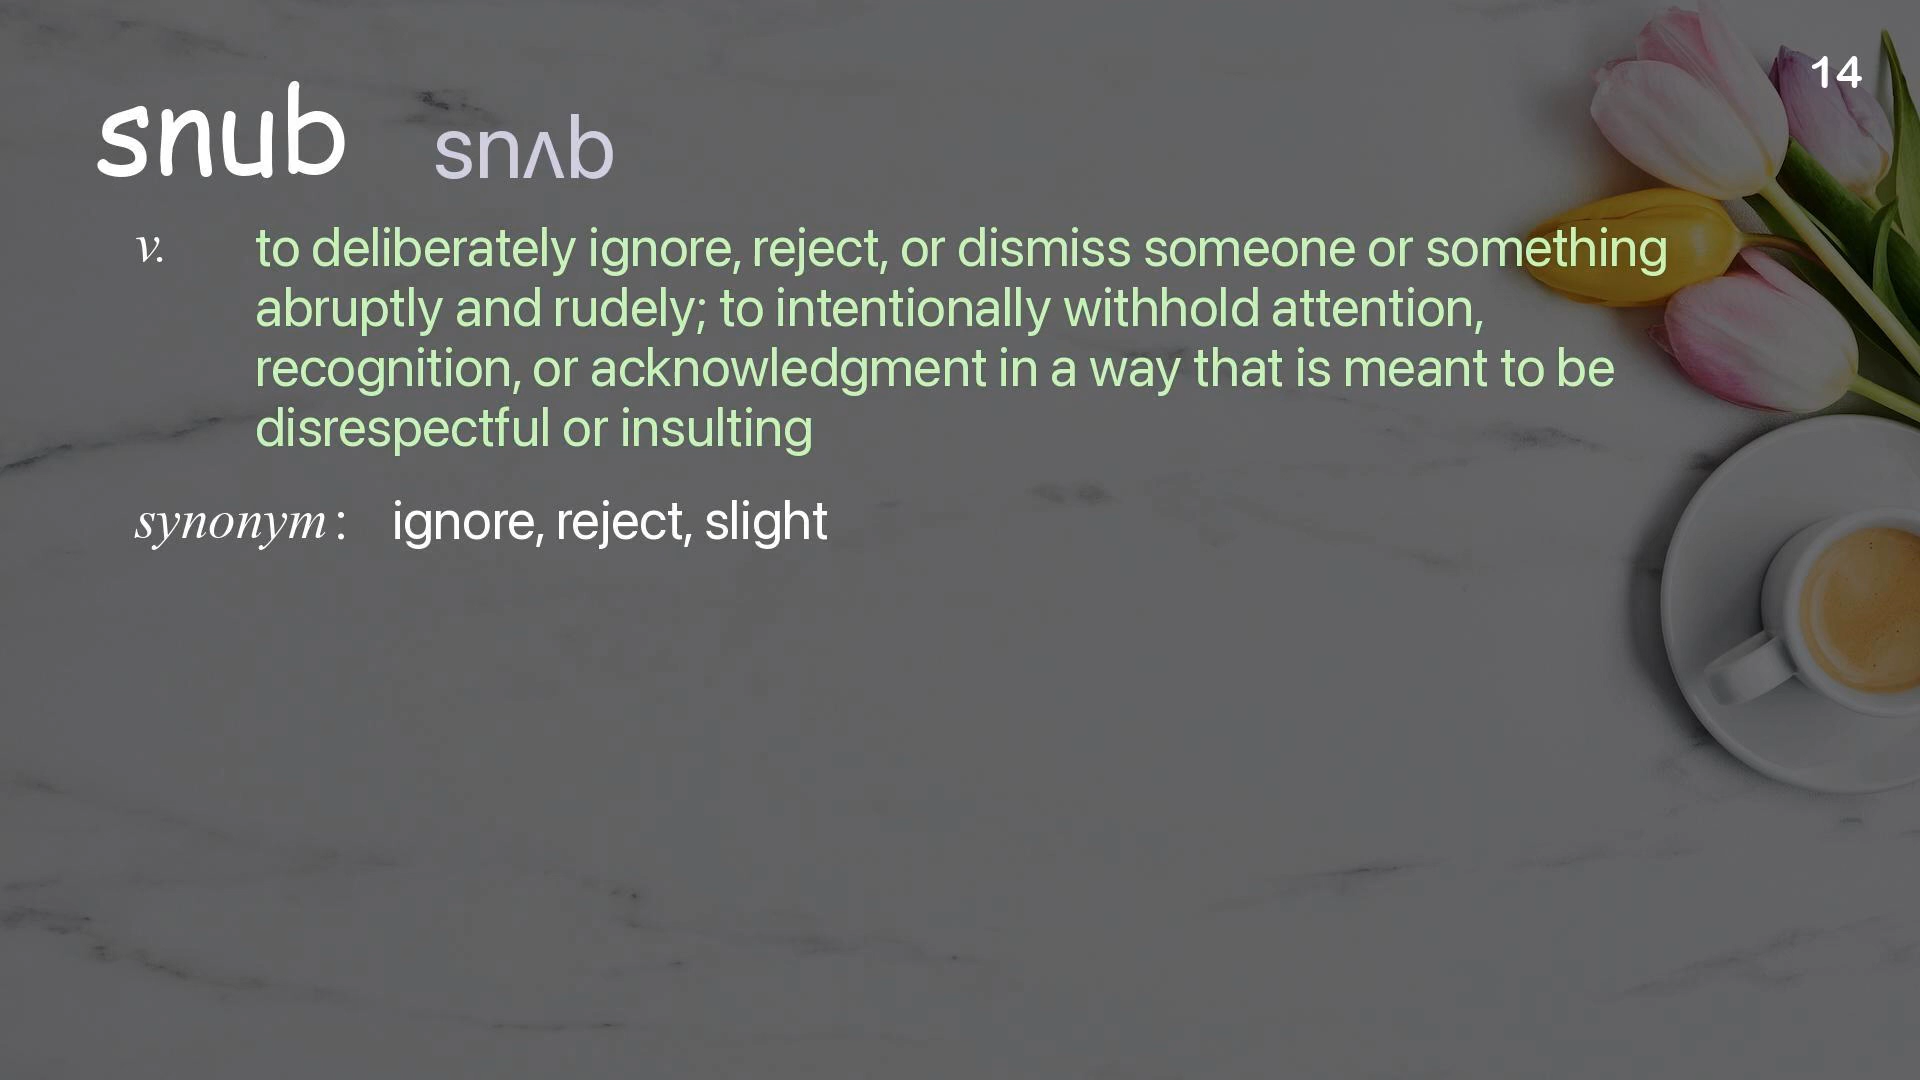 14
snub snʌb
v. to deliberately ignore, reject, or dismiss someone or something
abruptly and rudely; to intentionally withhold attention,
recognition, or acknowledgment in a way that is meant to be
disrespectful or insulting
synonym : ignore, reject, slight